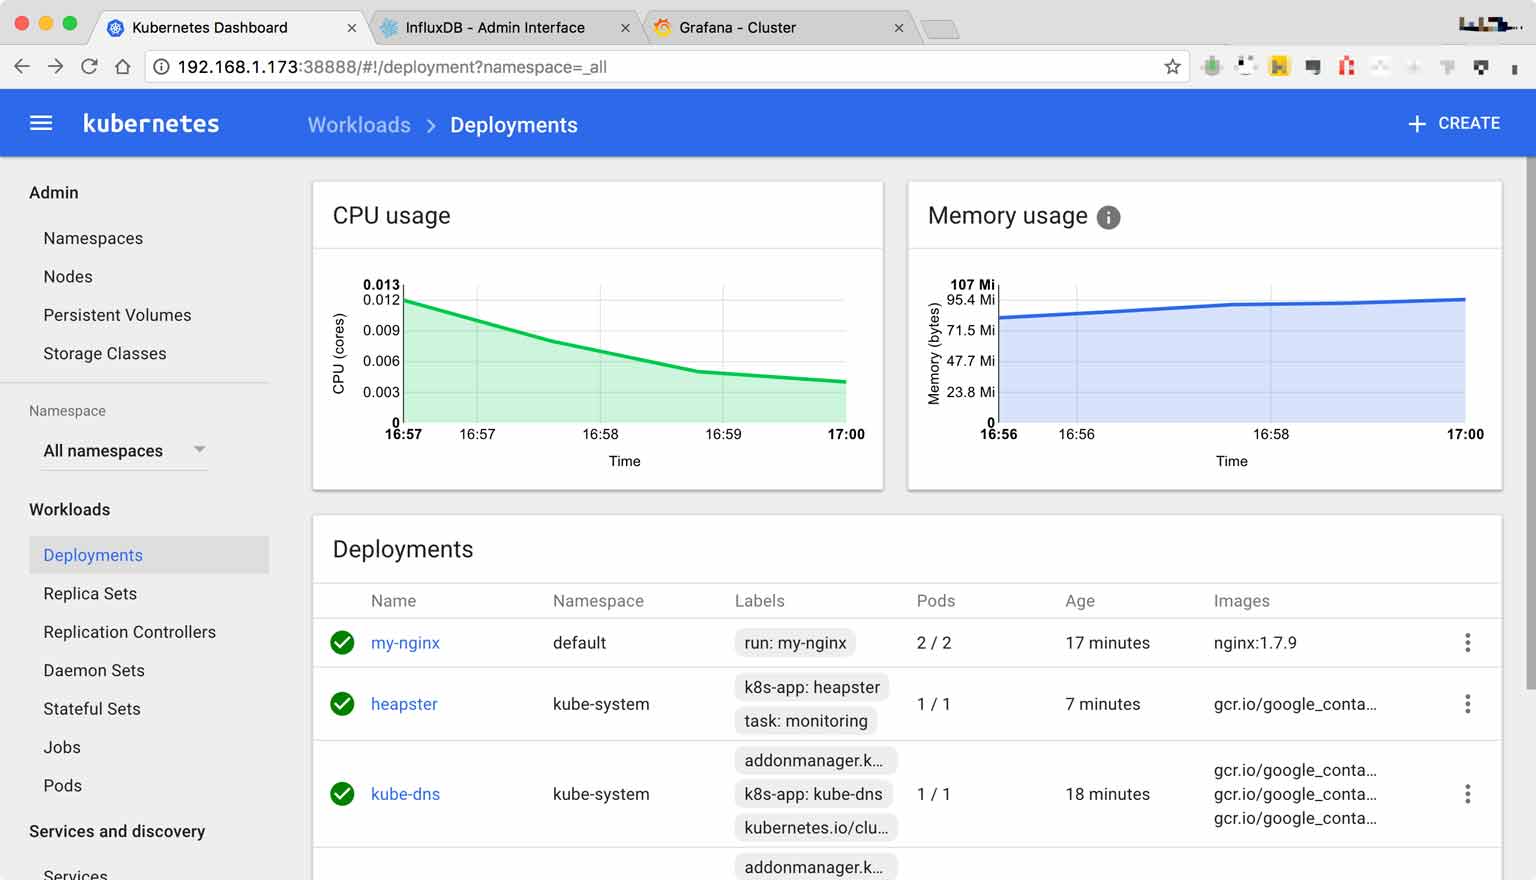 Kubernetes Dashboard
InfluxDB - Admin Interface
Grafana - Cluster
192.168.1.173:38888/#!/deployment?namespace=_all
kubernetes
Workloads
Deployments
CREATE
Admin
Namespaces
Nodes
Persistent Volumes
Storage Classes
Namespace
All namespaces
Workloads
Deployments
Replica Sets
Replication Controllers
Daemon Sets
Stateful Sets
Jobs
Pods
Services and discovery
Services
CPU usage
CPU (cores)
0.013
0.012
0.009
0.006
0.003
0
16:57 16:57 16:58 16:59 17:00
Time
Memory usage
Memory (bytes)
107 Mi
95.4 Mi
71.5 Mi
47.7 Mi
23.8 Mi
0
16:56 16:56 16:58 17:00
Time
Deployments
Name Namespace Labels Pods Age Images
my-nginx default run: my-nginx 2 / 2 17 minutes nginx:1.7.9
heapster kube-system k8s-app: heapster 1 / 1 7 minutes gcr.io/google_conta...
task: monitoring
kube-dns kube-system addonmanager.k... 1 / 1 18 minutes gcr.io/google_conta...
k8s-app: kube-dns gcr.io/google_conta...
kubernetes.io/clu... gcr.io/google_conta...
addonmanager.k...